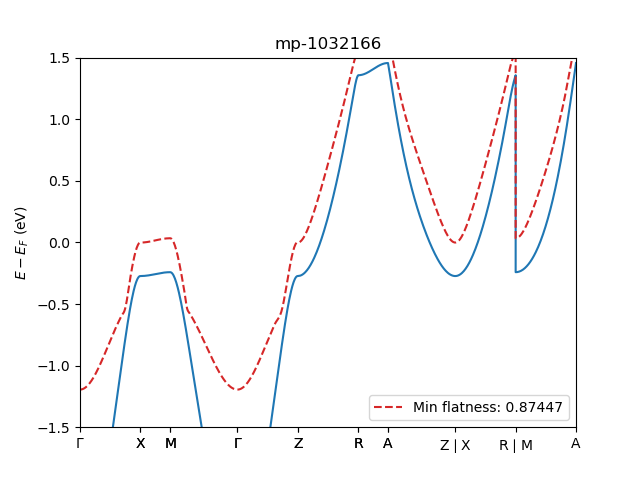 mp-1032166
E − E_F (eV)
1.5
1.0
0.5
0.0
−0.5
−1.0
−1.5
Min flatness: 0.87447
Γ X M Γ Z R A Z | X R | M A